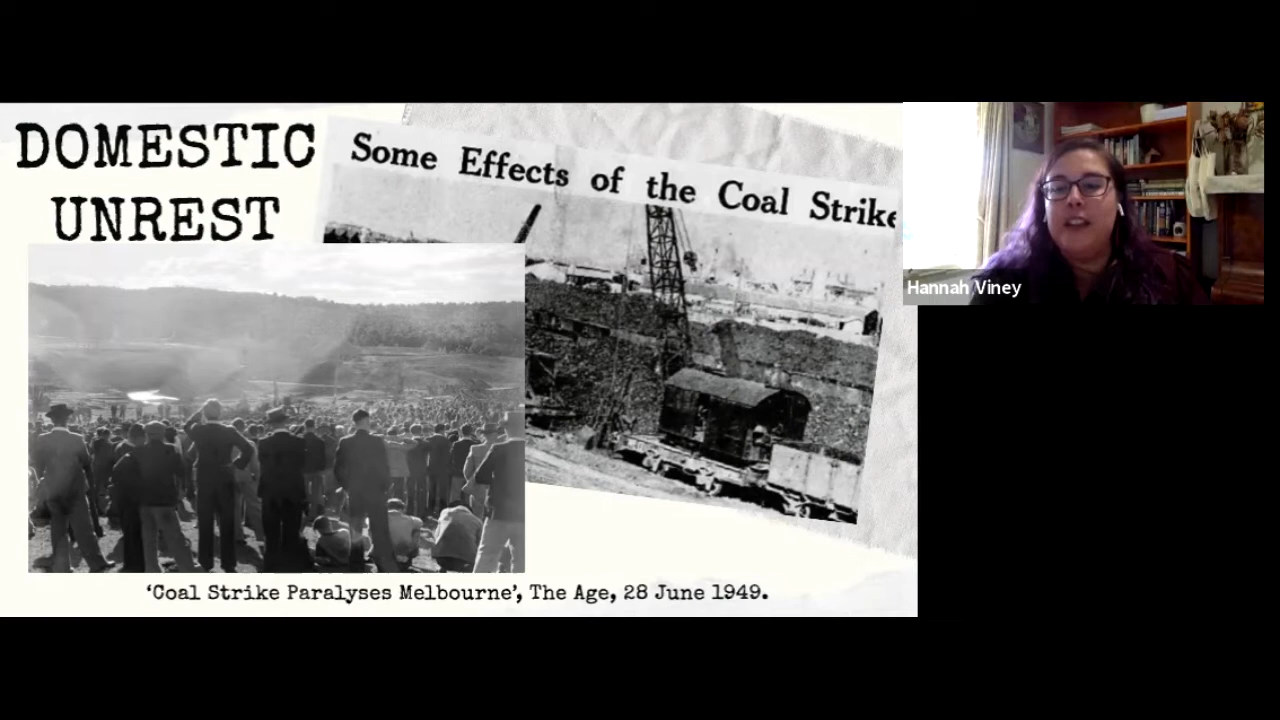 DOMESTIC
UNREST
Some Effects of the Coal Strike
Hannah Viney
‘Coal Strike Paralyses Melbourne’, The Age, 28 June 1949.